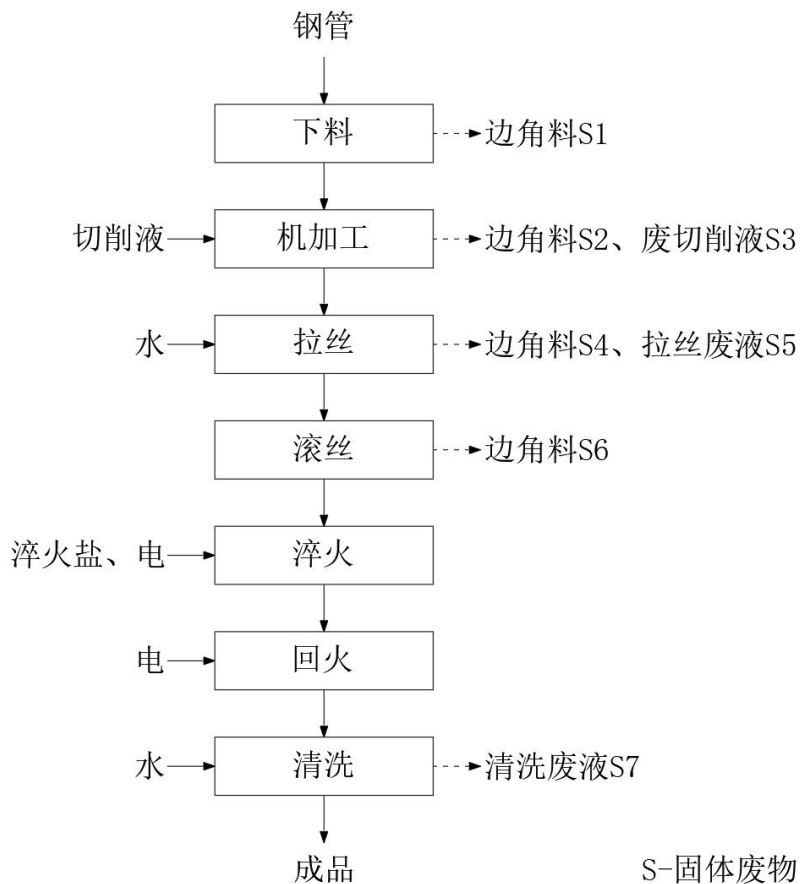 钢管
下料
边角料S1
切削液
机加工
边角料S2、废切削液S3
水
拉丝
边角料S4、拉丝废液S5
滚丝
边角料S6
淬火盐、电
淬火
电
回火
水
清洗
清洗废液S7
成品
S-固体废物